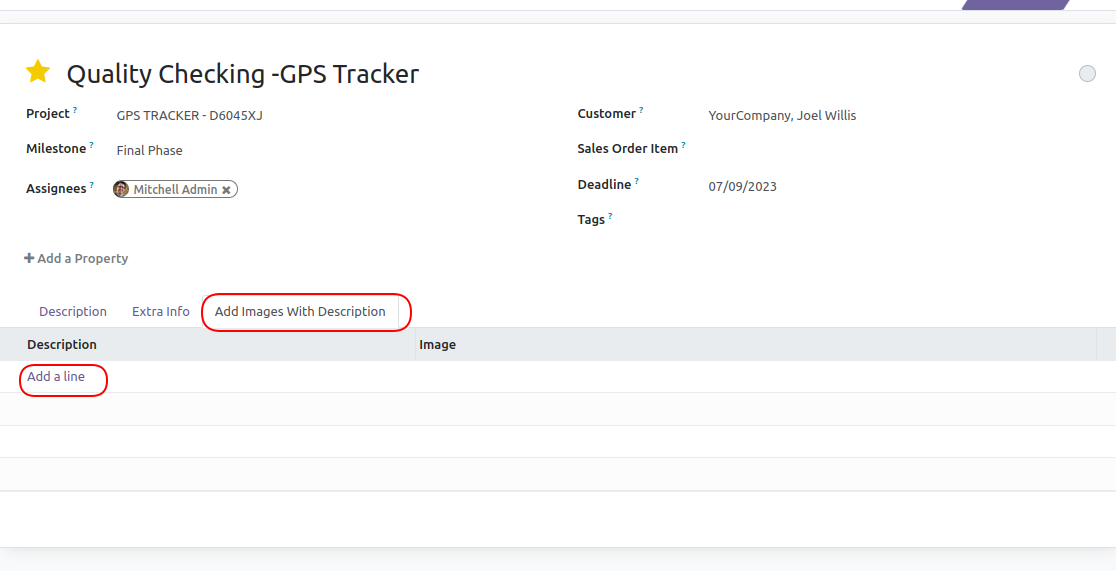 Quality Checking -GPS Tracker
Project ? GPS TRACKER - D6045XJ
Customer ? YourCompany, Joel Willis
Milestone ? Final Phase
Sales Order Item ?
Assignees ? Mitchell Admin ×
Deadline ? 07/09/2023
Tags ?
+ Add a Property
Description Extra Info Add Images With Description
Description Image
Add a line